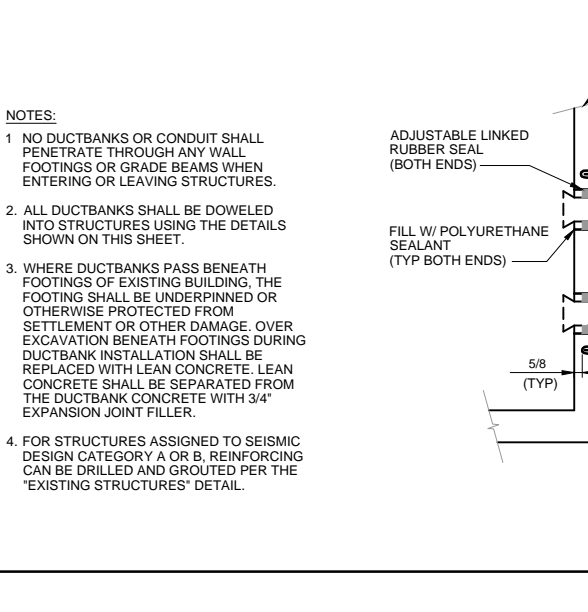 NOTES:
1 NO DUCTBANKS OR CONDUIT SHALL
PENETRATE THROUGH ANY WALL
FOOTINGS OR GRADE BEAMS WHEN
ENTERING OR LEAVING STRUCTURES.
2. ALL DUCTBANKS SHALL BE DOWELED
INTO STRUCTURES USING THE DETAILS
SHOWN ON THIS SHEET.
3. WHERE DUCTBANKS PASS BENEATH
FOOTINGS OF EXISTING BUILDING, THE
FOOTING SHALL BE UNDERPINNED OR
OTHERWISE PROTECTED FROM
SETTLEMENT OR OTHER DAMAGE. OVER
EXCAVATION BENEATH FOOTINGS DURING
DUCTBANK INSTALLATION SHALL BE
REPLACED WITH LEAN CONCRETE. LEAN
CONCRETE SHALL BE SEPARATED FROM
THE DUCTBANK CONCRETE WITH 3/4"
EXPANSION JOINT FILLER.
4. FOR STRUCTURES ASSIGNED TO SEISMIC
DESIGN CATEGORY A OR B, REINFORCING
CAN BE DRILLED AND GROUTED PER THE
"EXISTING STRUCTURES" DETAIL.
ADJUSTABLE LINKED
RUBBER SEAL
(BOTH ENDS)
FILL W/ POLYURETHANE
SEALANT
(TYP BOTH ENDS)
5/8
(TYP)